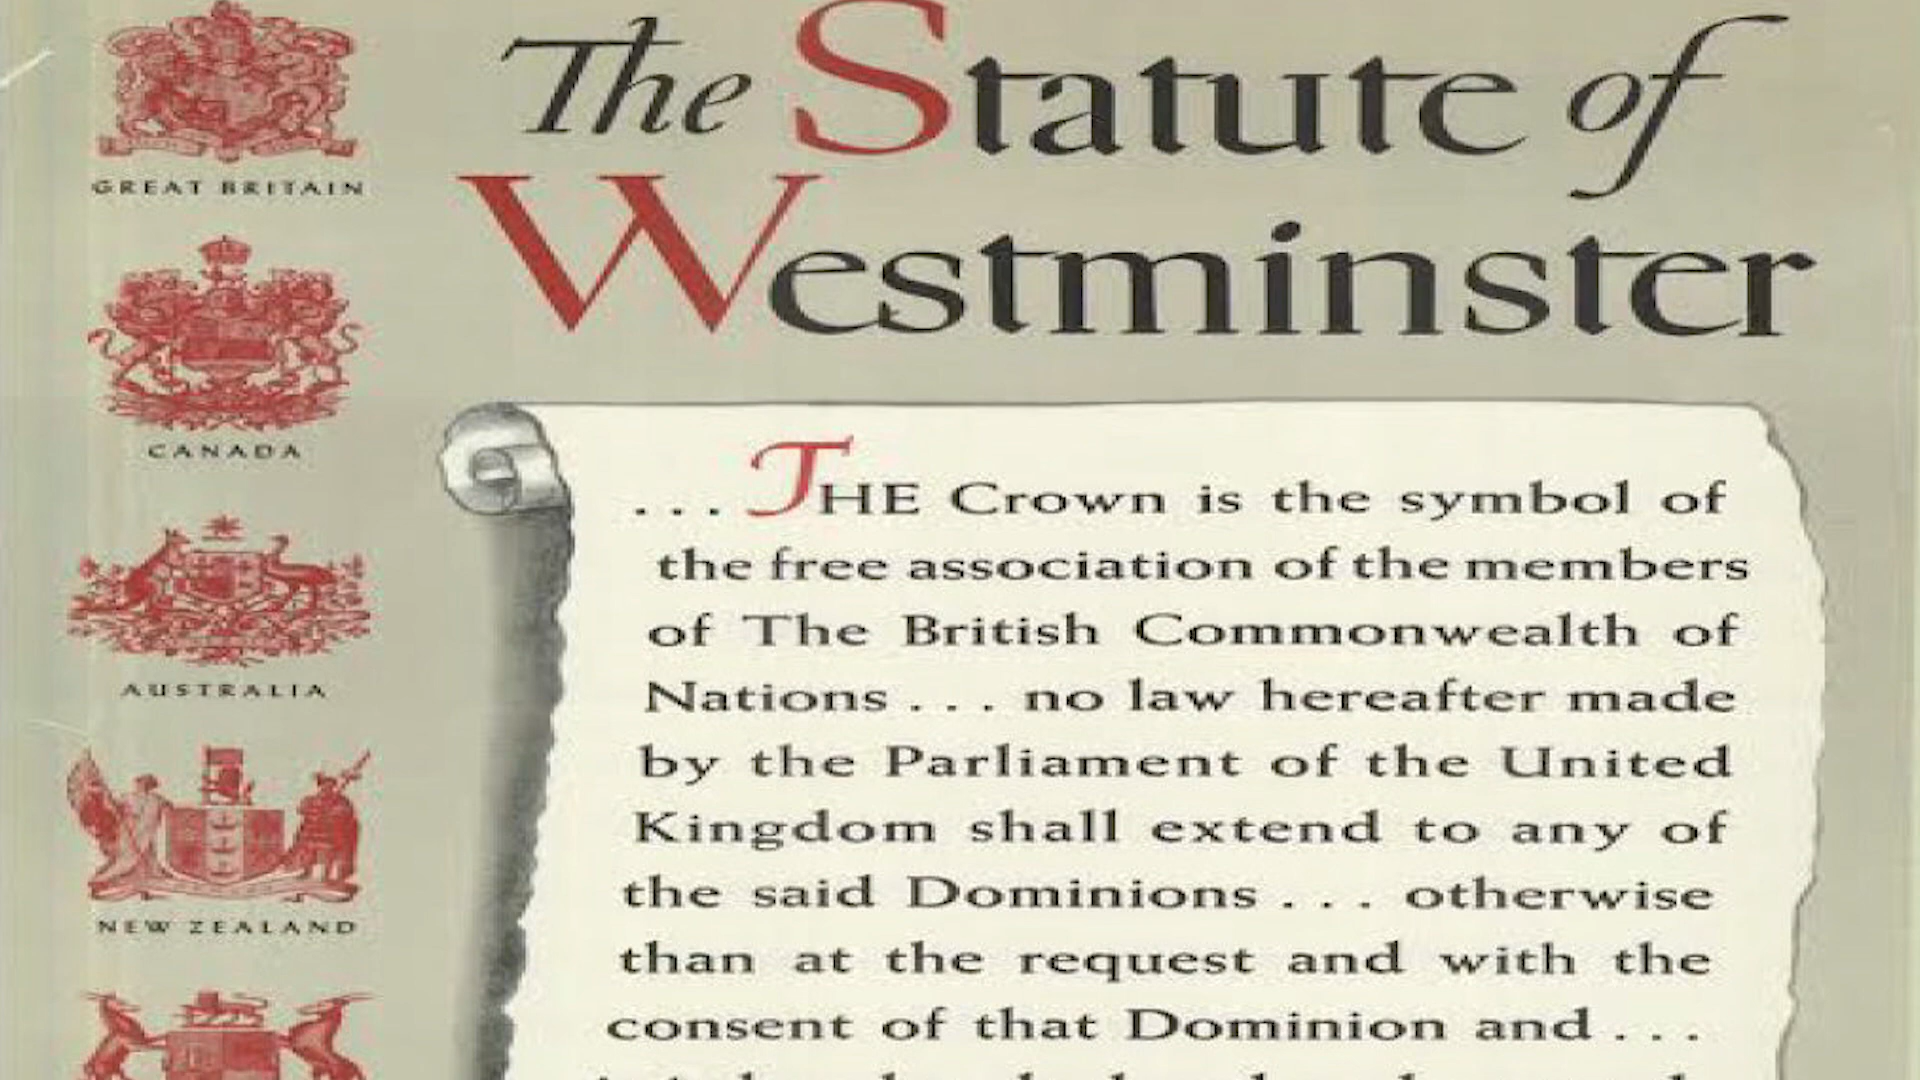 The Statute of
Westminster
GREAT BRITAIN
CANADA
AUSTRALIA
NEW ZEALAND
... THE Crown is the symbol of
the free association of the members
of The British Commonwealth of
Nations ... no law hereafter made
by the Parliament of the United
Kingdom shall extend to any of
the said Dominions ... otherwise
than at the request and with the
consent of that Dominion and ...